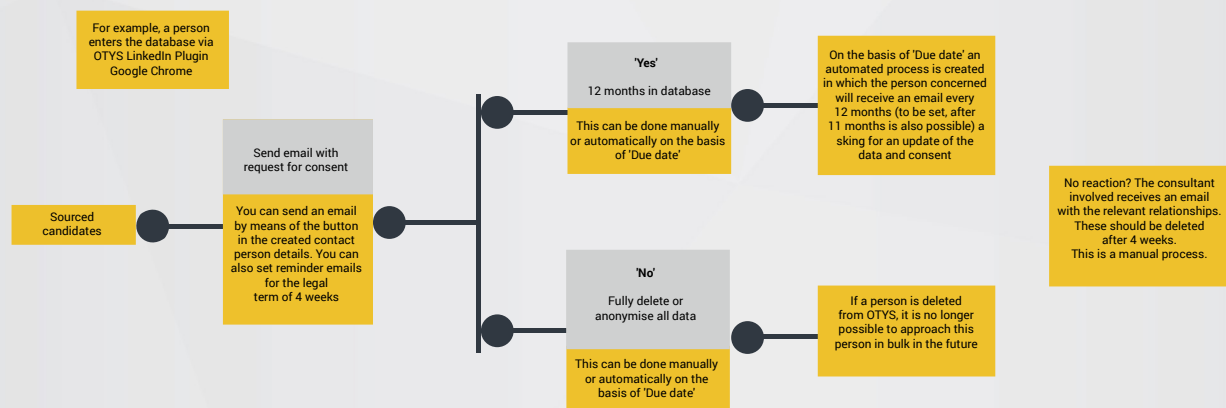 For example, a person
enters the database via
OTYS LinkedIn Plugin
Google Chrome
Sourced
candidates
Send email with
request for consent
You can send an email
by means of the button
in the created contact
person details. You can
also set reminder emails
for the legal
term of 4 weeks
'Yes'
12 months in database
This can be done manually
or automatically on the basis
of 'Due date'
On the basis of 'Due date' an
automated process is created
in which the person concerned
will receive an email every
12 months (to be set, after
11 months is also possible) a
sking for an update of the
data and consent
'No'
Fully delete or
anonymise all data
This can be done manually
or automatically on the
basis of 'Due date'
If a person is deleted
from OTYS, it is no longer
possible to approach this
person in bulk in the future
No reaction? The consultant
involved receives an email
with the relevant relationships.
These should be deleted
after 4 weeks.
This is a manual process.